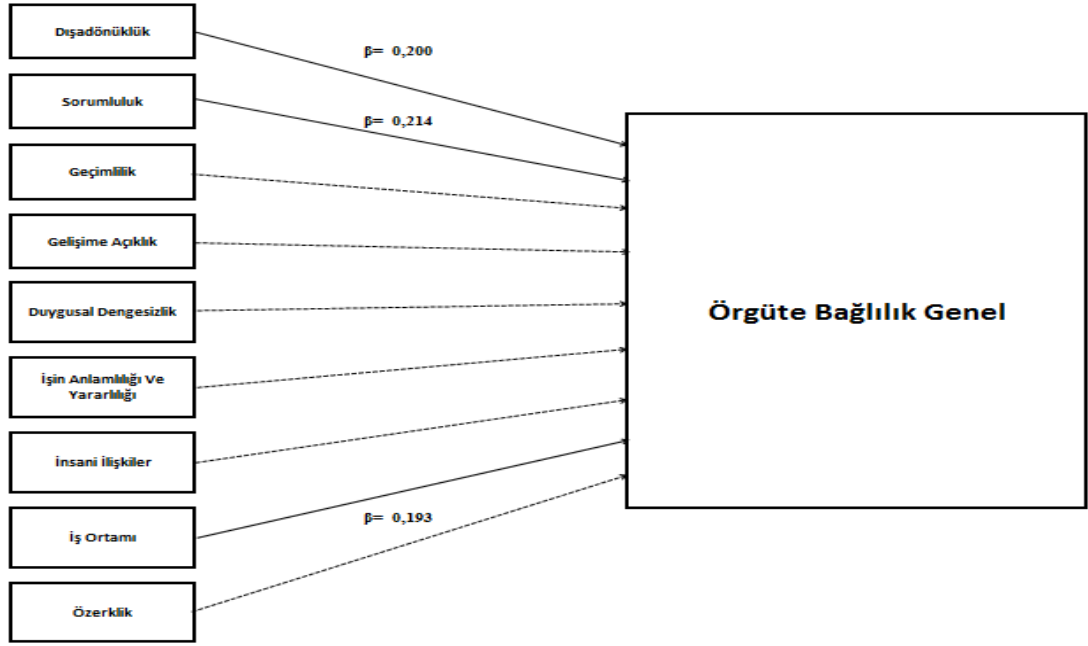 Dışadönüklük
β= 0,200
Sorumluluk
β= 0,214
Geçimlilik
Gelişime Açıklık
Duygusal Dengesizlik
Örgüte Bağlılık Genel
İşin Anlamlılığı Ve
Yararlılığı
İnsani İlişkiler
β= 0,193
İş Ortamı
Özerklik